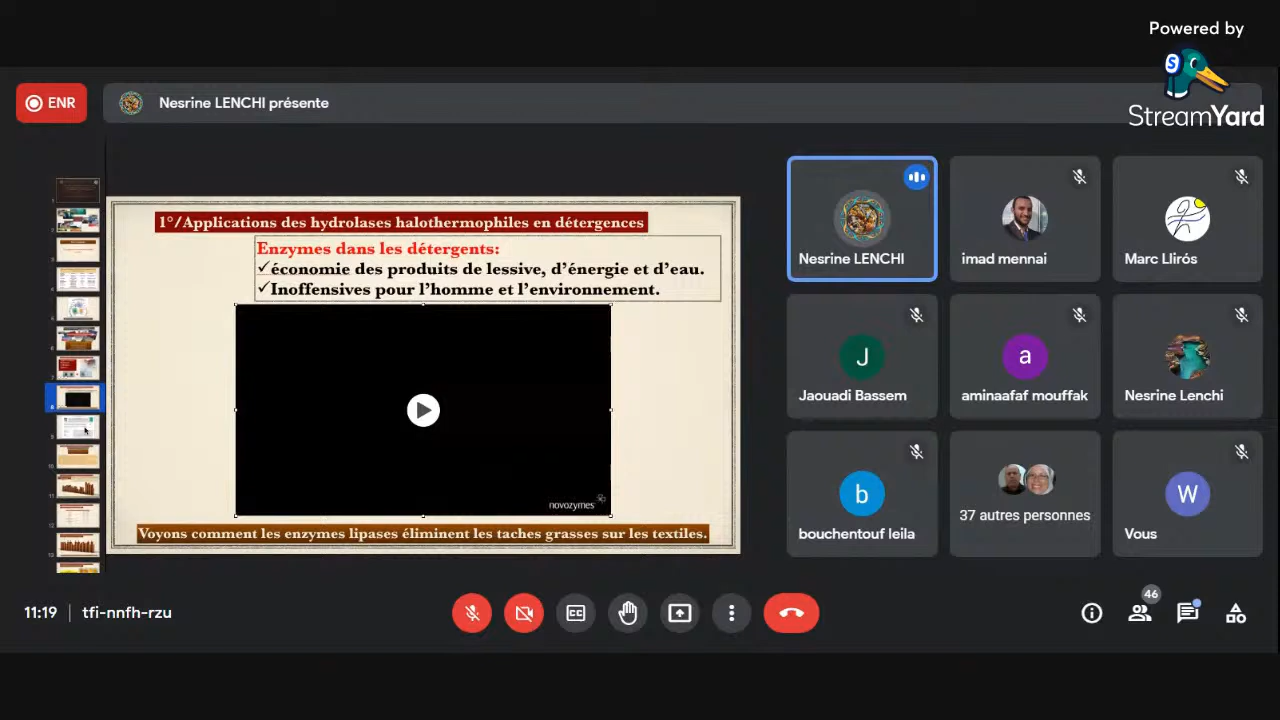 Powered by
StreamYard
ENR
Nesrine LENCHI présente
1°/Applications des hydrolases halothermophiles en détergences
Enzymes dans les détergents:
✓économie des produits de lessive, d'énergie et d'eau.
✓Inoffensives pour l'homme et l'environnement.
novozymes
Voyons comment les enzymes lipases éliminent les taches grasses sur les textiles.
Nesrine LENCHI
imad mennai
Marc Llirós
J
Jaouadi Bassem
a
aminaafaf mouffak
Nesrine Lenchi
b
bouchentouf leila
37 autres personnes
W
Vous
11:19 | tfi-nnfh-rzu
46